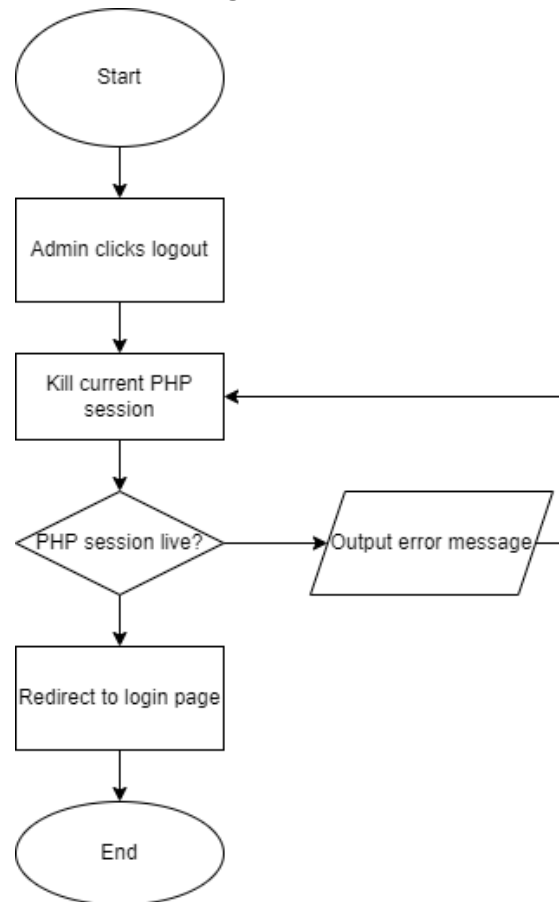 Start
Admin clicks logout
Kill current PHP
session
PHP session live?
Output error message
Redirect to login page
End